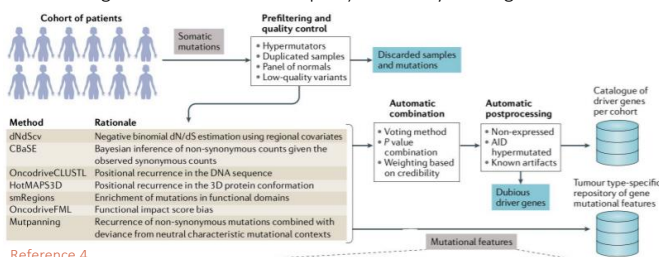 Cohort of patients
Somatic
mutations
Prefiltering and
quality control
• Hypermutators
• Duplicated samples
• Panel of normals
• Low-quality variants
Discarded samples
and mutations
Method Rationale
dNdScv Negative binomial dN/dS estimation using regional covariates
CBaSE Bayesian inference of non-synonymous counts given the
observed synonymous counts
OncodriveCLUSTL Positional recurrence in the DNA sequence
HotMAPS3D Positional recurrence in the 3D protein conformation
smRegions Enrichment of mutations in functional domains
OncodriveFML Functional impact score bias
Mutpanning Recurrence of non-synonymous mutations combined with
deviance from neutral characteristic mutational contexts
Automatic
combination
• Voting method
• P value
combination
• Weighting based
on credibility
Automatic
postprocessing
• Non-expressed
• AID
hypermutated
• Known artifacts
Dubious
driver genes
Catalogue of
driver genes
per cohort
Tumour type-specific
repository of gene
mutational features
Mutational features
Reference 4